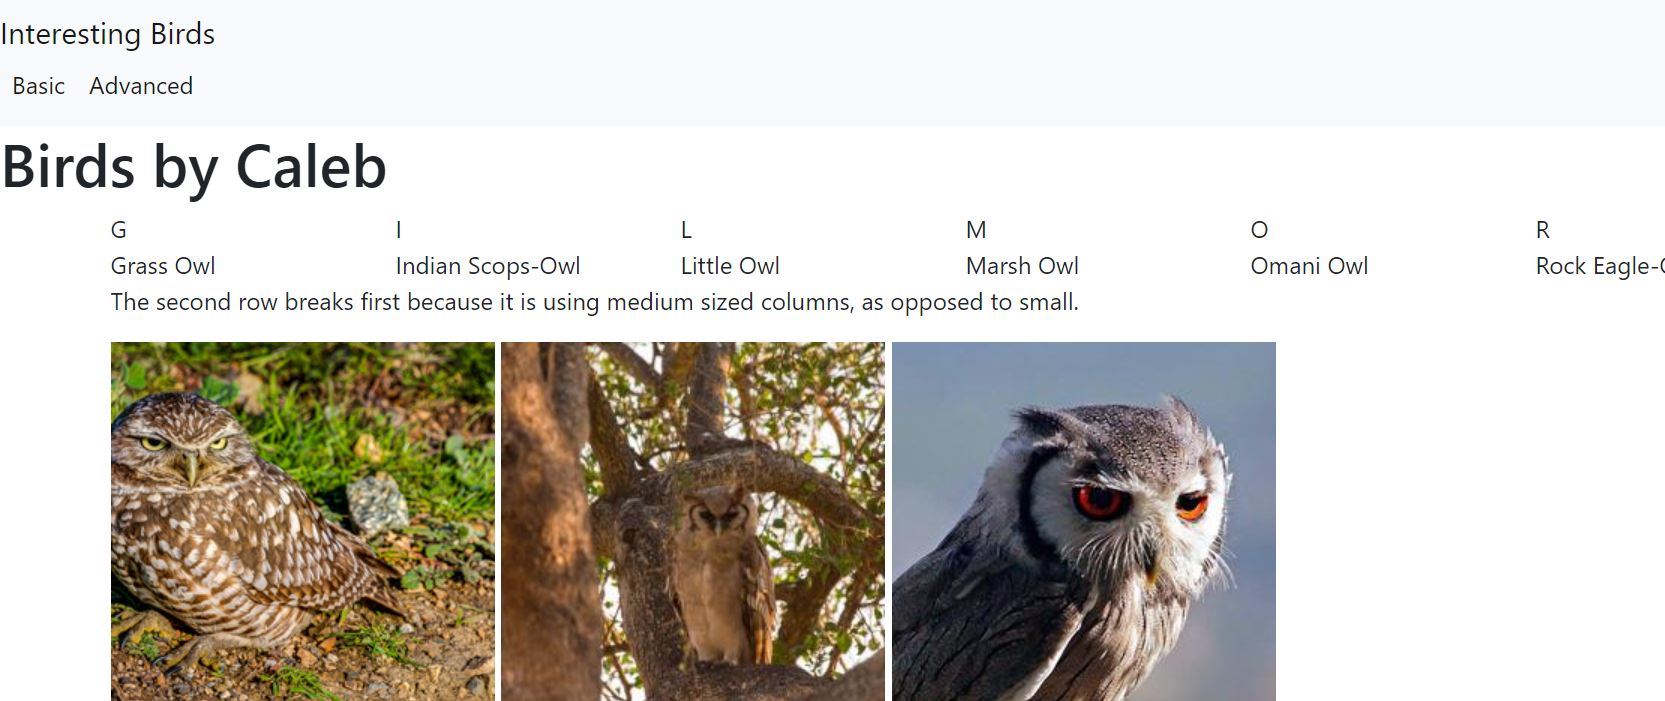 Interesting Birds
Basic Advanced
Birds by Caleb
G I L M O R
Grass Owl Indian Scops-Owl Little Owl Marsh Owl Omani Owl Rock Eagle-
The second row breaks first because it is using medium sized columns, as opposed to small.